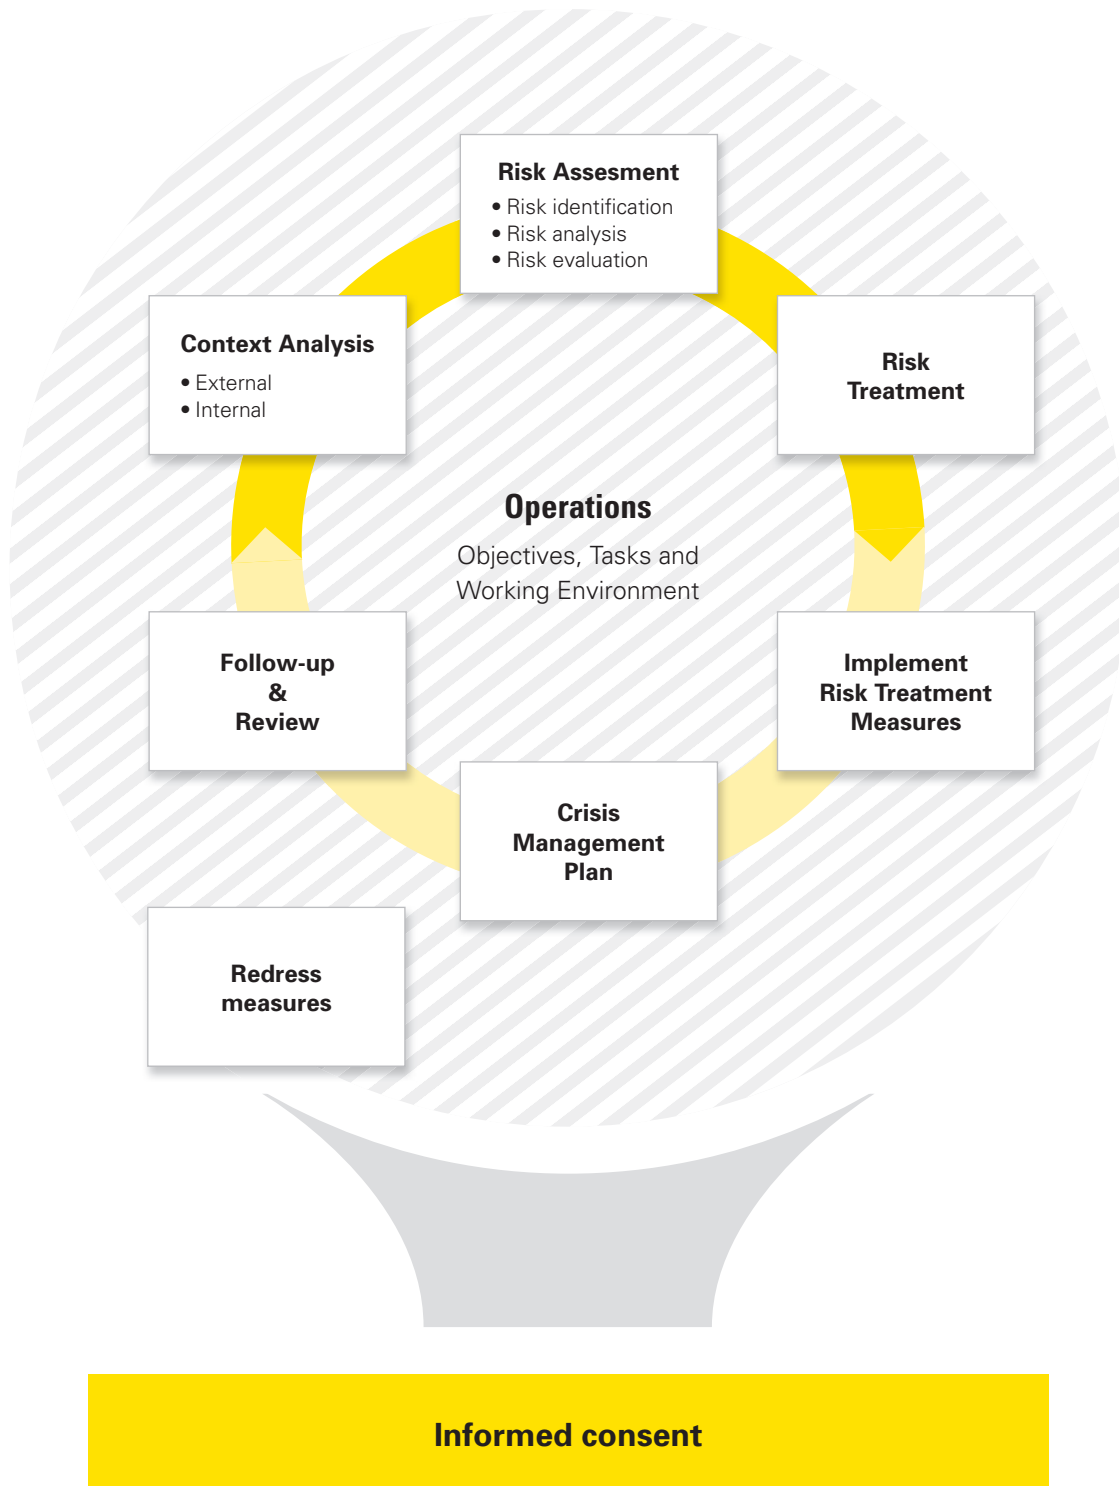 Risk Assesment
• Risk identification
• Risk analysis
• Risk evaluation
Context Analysis
• External
• Internal
Risk
Treatment
Operations
Objectives, Tasks and
Working Environment
Follow-up
&
Review
Implement
Risk Treatment
Measures
Crisis
Management
Plan
Redress
measures
Informed consent